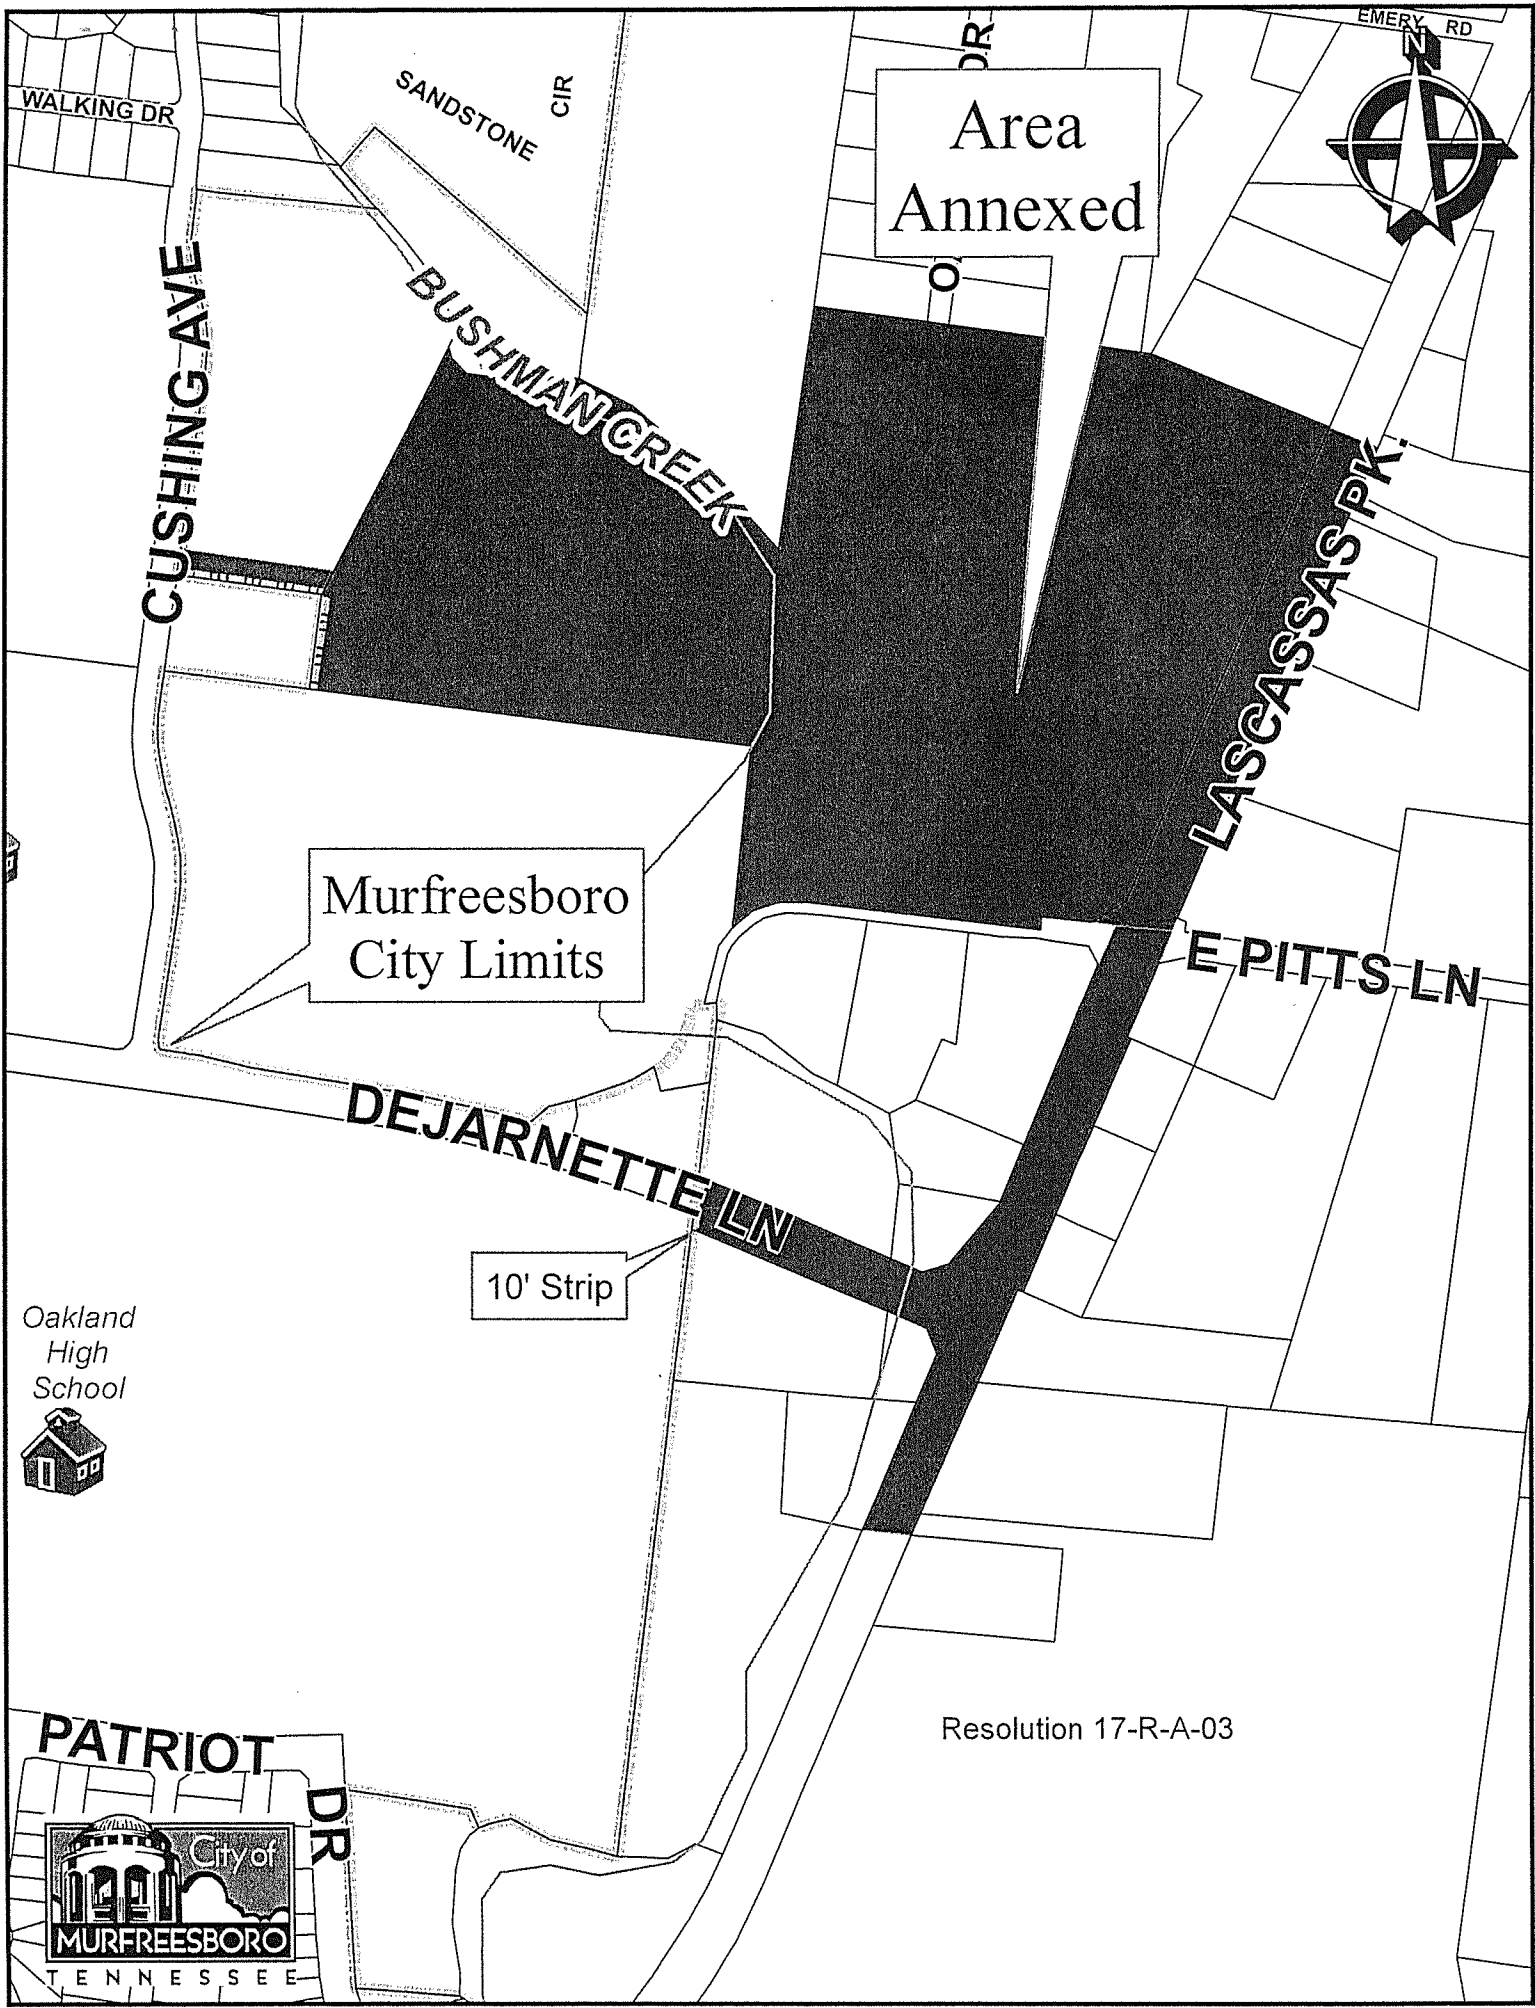 EMERY RD
N
WALKING DR
SANDSTONE
CIR
DR
Area
Annexed
CUSHING AVE
BUSHMAN CREEK
LASCASSAS PK.
Murfreesboro
City Limits
E PITTS LN
DEJARNETTE LN
10' Strip
Oakland
High
School
Resolution 17-R-A-03
PATRIOT
DR
City of
MURFREESBORO
TENNESSEE